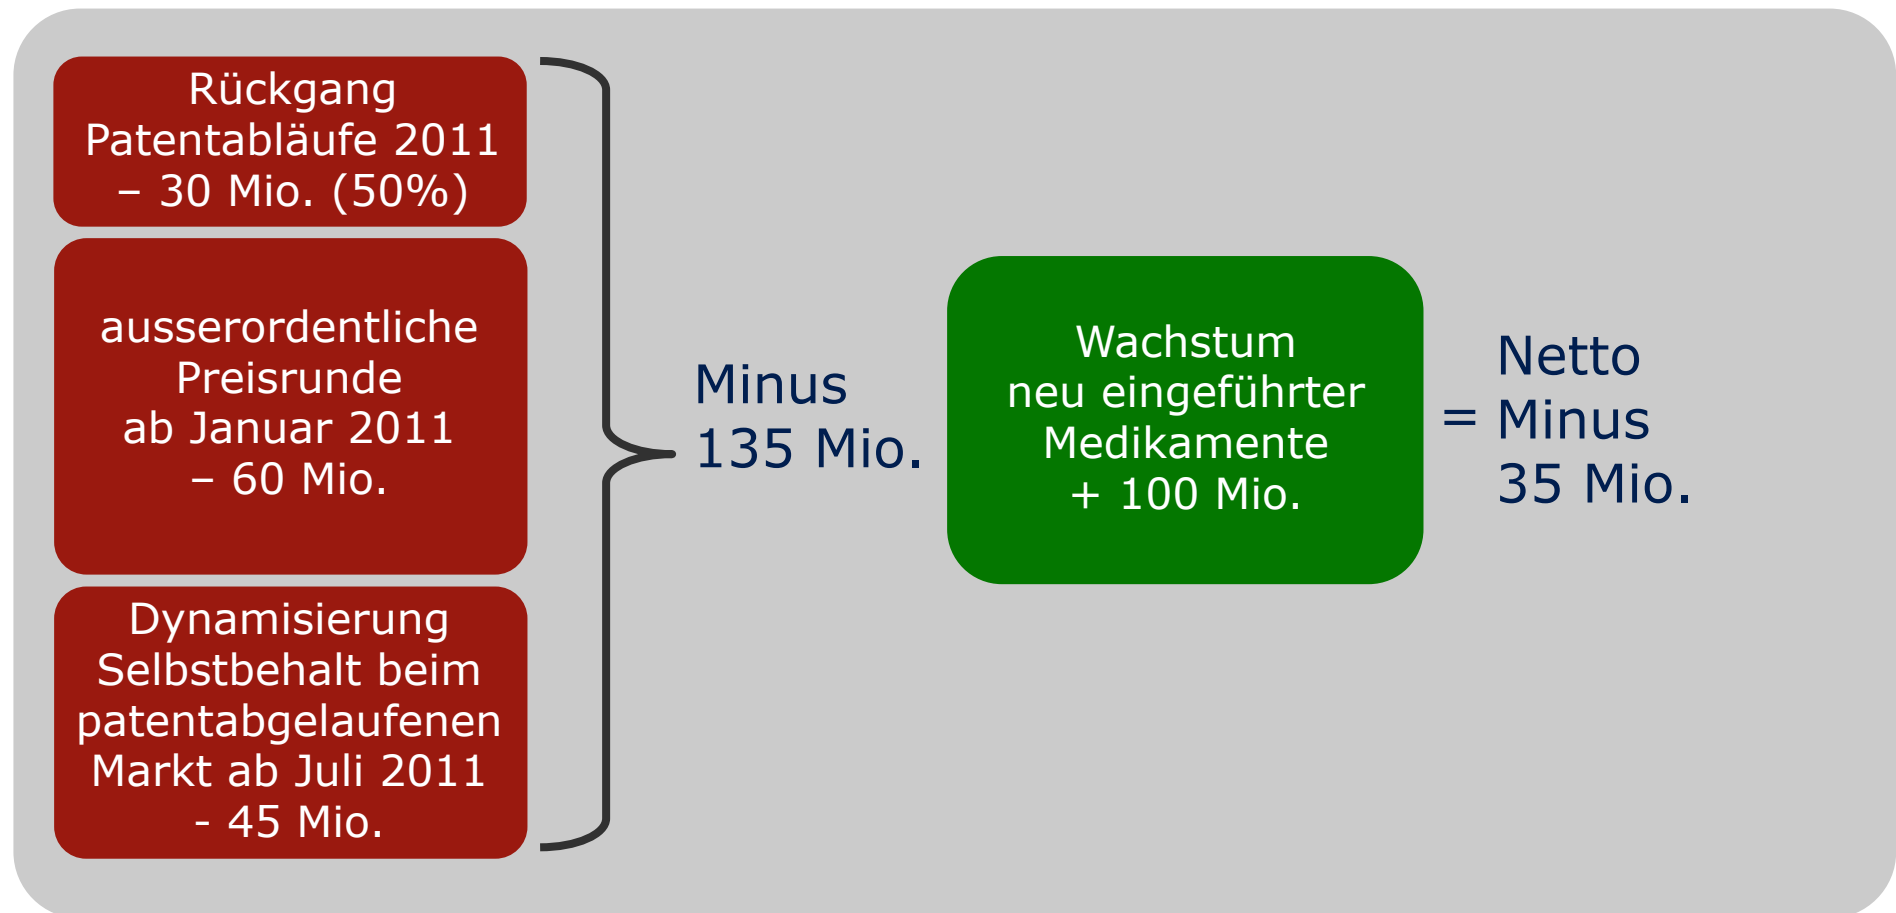 Rückgang
Patentabläufe 2011
– 30 Mio. (50%)
ausserordentliche
Preisrunde
ab Januar 2011
– 60 Mio.
Dynamisierung
Selbstbehalt beim
patentabgelaufenen
Markt ab Juli 2011
- 45 Mio.
Minus
135 Mio.
Wachstum
neu eingeführter
Medikamente
+ 100 Mio.
=
Netto
Minus
35 Mio.